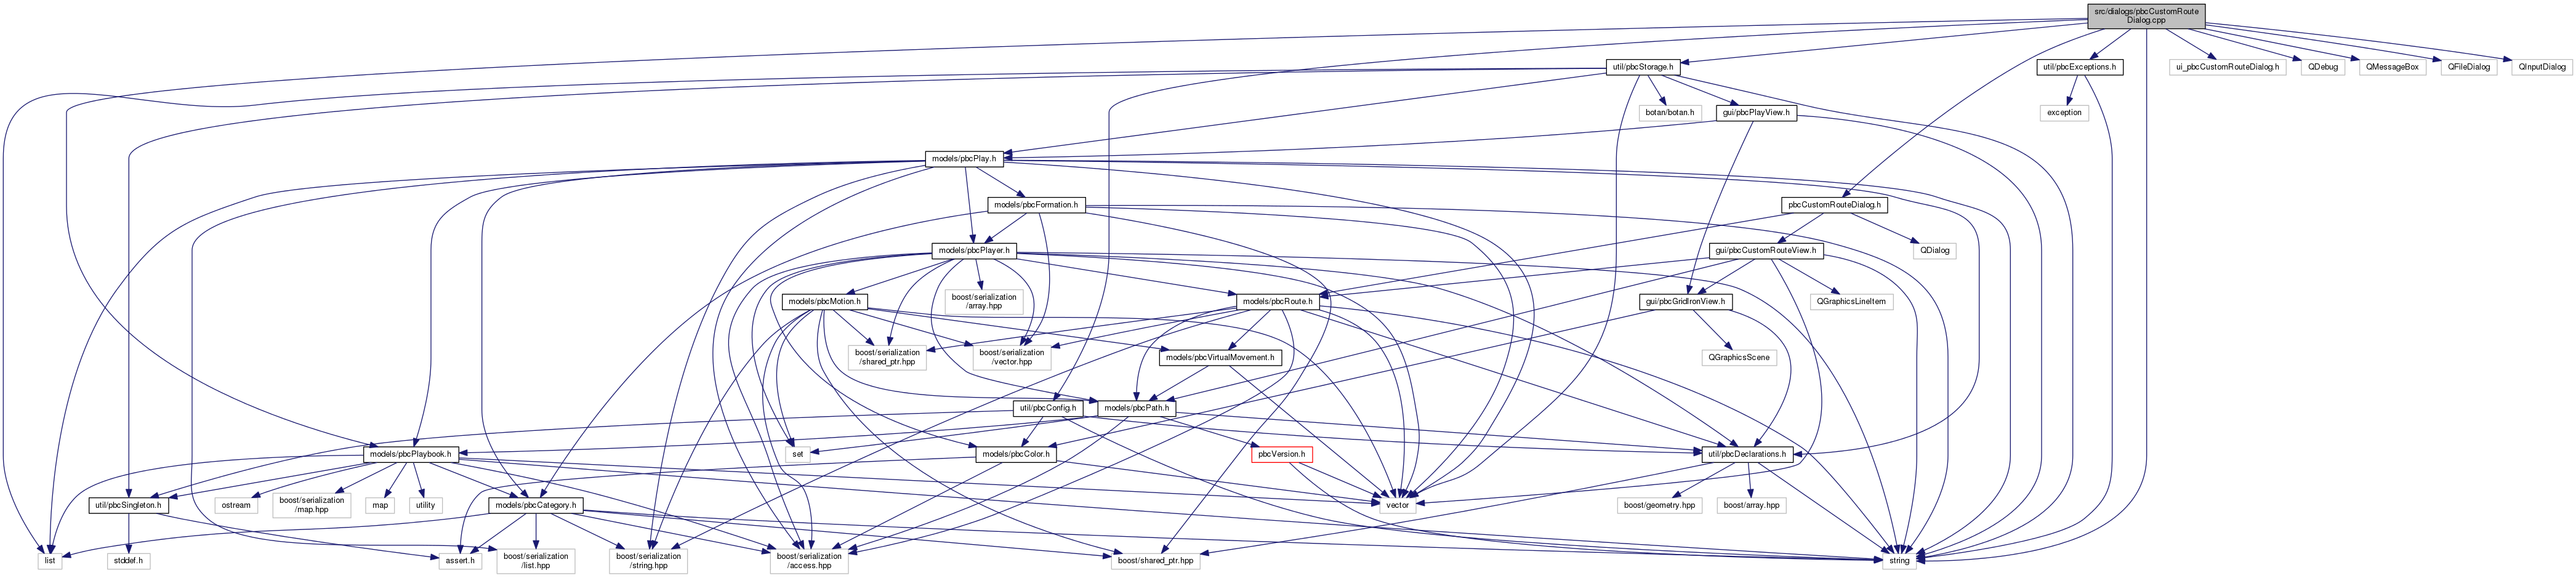 src/dialogs/pbcCustomRoute
Dialog.cpp
util/pbcStorage.h
util/pbcExceptions.h
ui_pbcCustomRouteDialog.h
QDebug
QMessageBox
QFileDialog
QInputDialog
botan/botan.h
gui/pbcPlayView.h
exception
models/pbcPlay.h
models/pbcFormation.h
pbcCustomRouteDialog.h
models/pbcPlayer.h
gui/pbcCustomRouteView.h
QDialog
models/pbcMotion.h
boost/serialization
/array.hpp
models/pbcRoute.h
gui/pbcGridIronView.h
QGraphicsLineItem
boost/serialization
/shared_ptr.hpp
boost/serialization
/vector.hpp
models/pbcVirtualMovement.h
QGraphicsScene
util/pbcConfig.h
models/pbcPath.h
models/pbcPlaybook.h
set
models/pbcColor.h
pbcVersion.h
util/pbcDeclarations.h
util/pbcSingleton.h
ostream
boost/serialization
/map.hpp
map
utility
models/pbcCategory.h
vector
boost/geometry.hpp
boost/array.hpp
list
stddef.h
assert.h
boost/serialization
/list.hpp
boost/serialization
/string.hpp
boost/serialization
/access.hpp
boost/shared_ptr.hpp
string